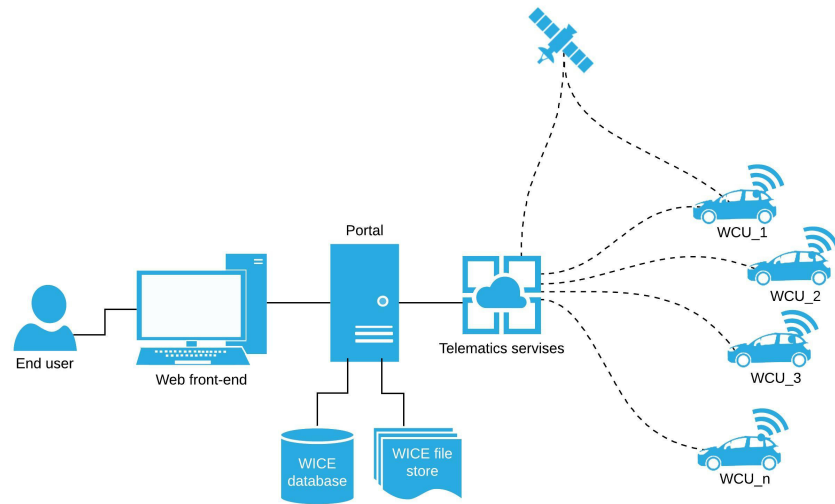 Portal
WCU_1
WCU_2
Telematics servises
End user
Web front-end
WCU_3
WICE
database
WICE file
store
WCU_n